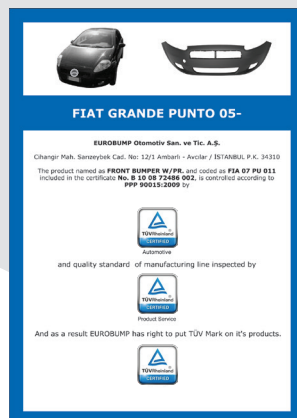 FIAT GRANDE PUNTO 05-
EUROBUMP Otomotiv San. ve Tic. A.Ş.
Cihangir Mah. Sarızeybek Cad. No: 12/1 Ambarlı - Avcılar / İSTANBUL P.K. 34310
The product named as FRONT BUMPER W/PR. and coded as FIA 07 PU 011
included in the certificate No. B 10 08 72486 002, is controlled according to
PPP 90015:2009 by
TÜVRheinland
CERTIFIED
Automotive
and quality standard of manufacturing line inspected by
TÜVRheinland
CERTIFIED
Product Service
And as a result EUROBUMP has right to put TÜV Mark on it's products.
TÜVRheinland
CERTIFIED